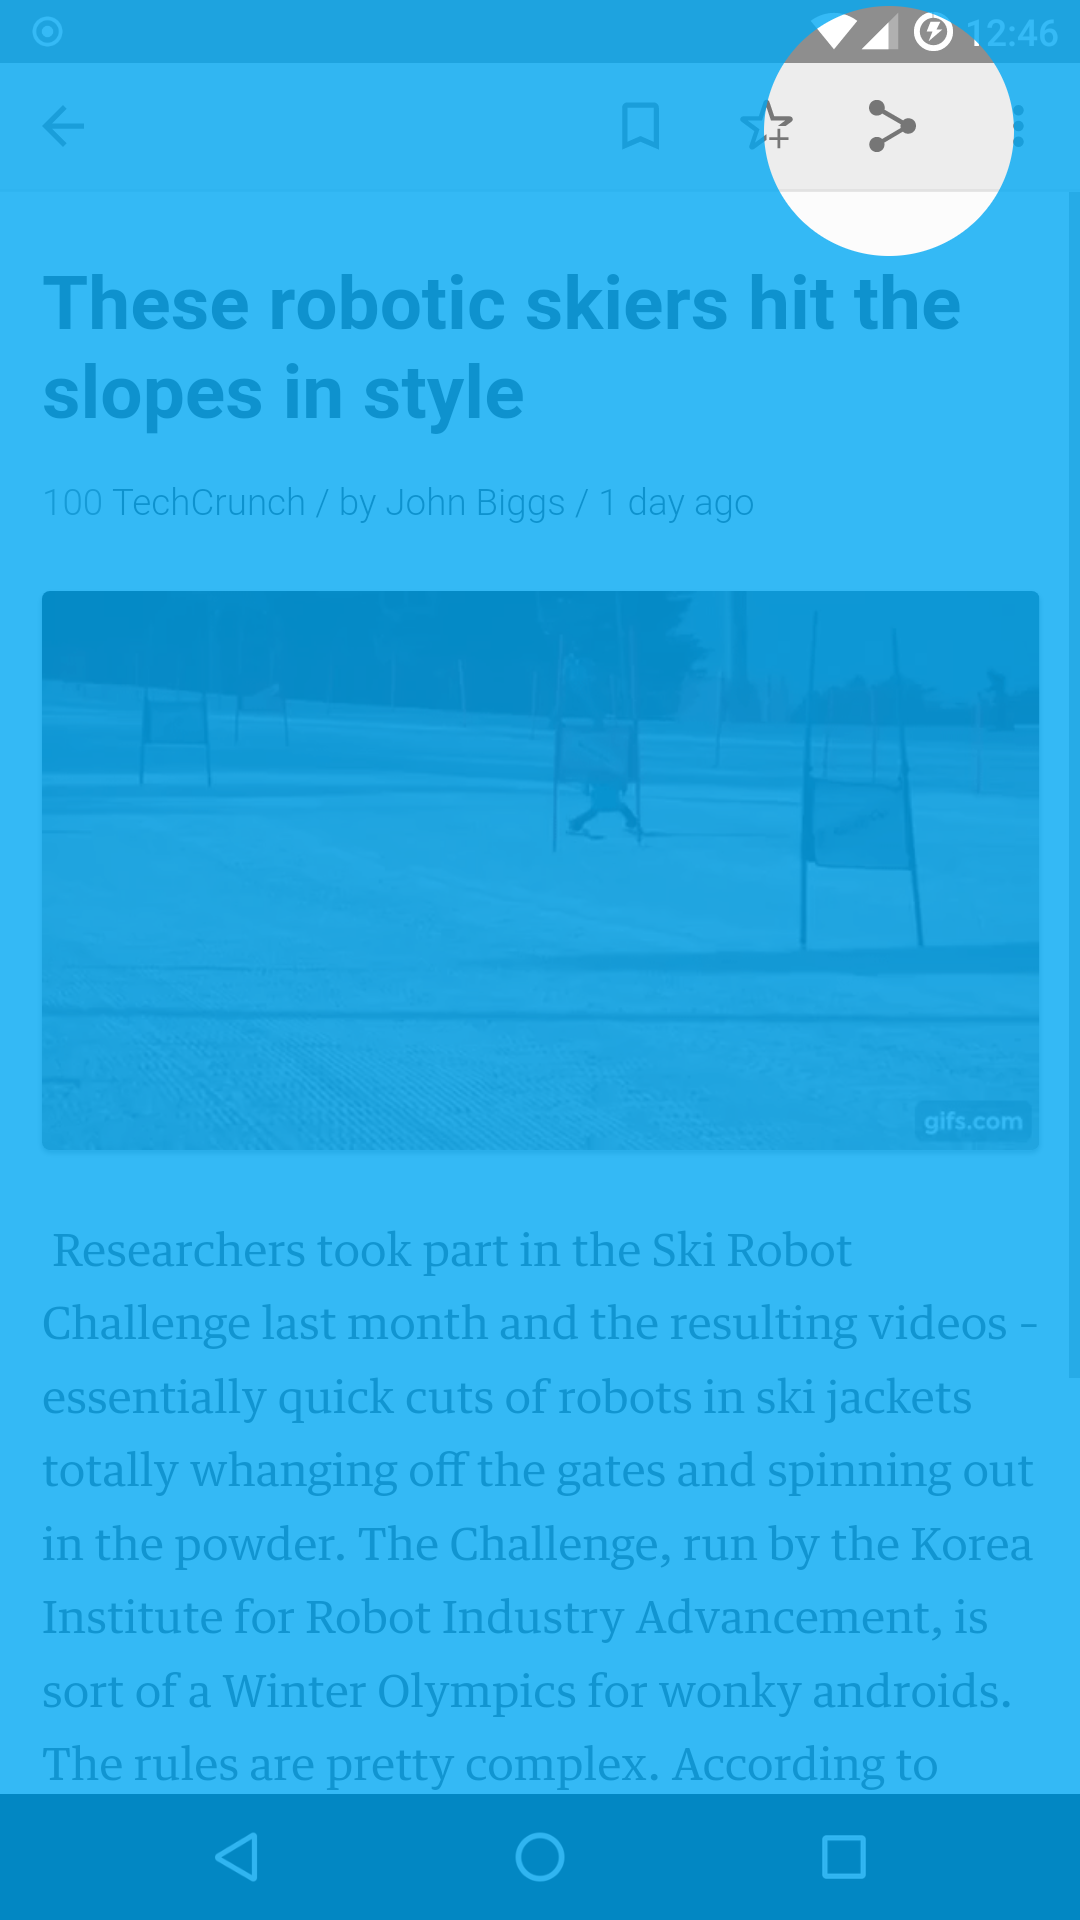 12:46
These robotic skiers hit the
slopes in style
100 TechCrunch / by John Biggs / 1 day ago
gifs.com
Researchers took part in the Ski Robot
Challenge last month and the resulting videos –
essentially quick cuts of robots in ski jackets
totally whanging off the gates and spinning out
in the powder. The Challenge, run by the Korea
Institute for Robot Industry Advancement, is
sort of a Winter Olympics for wonky androids.
The rules are pretty complex. According to